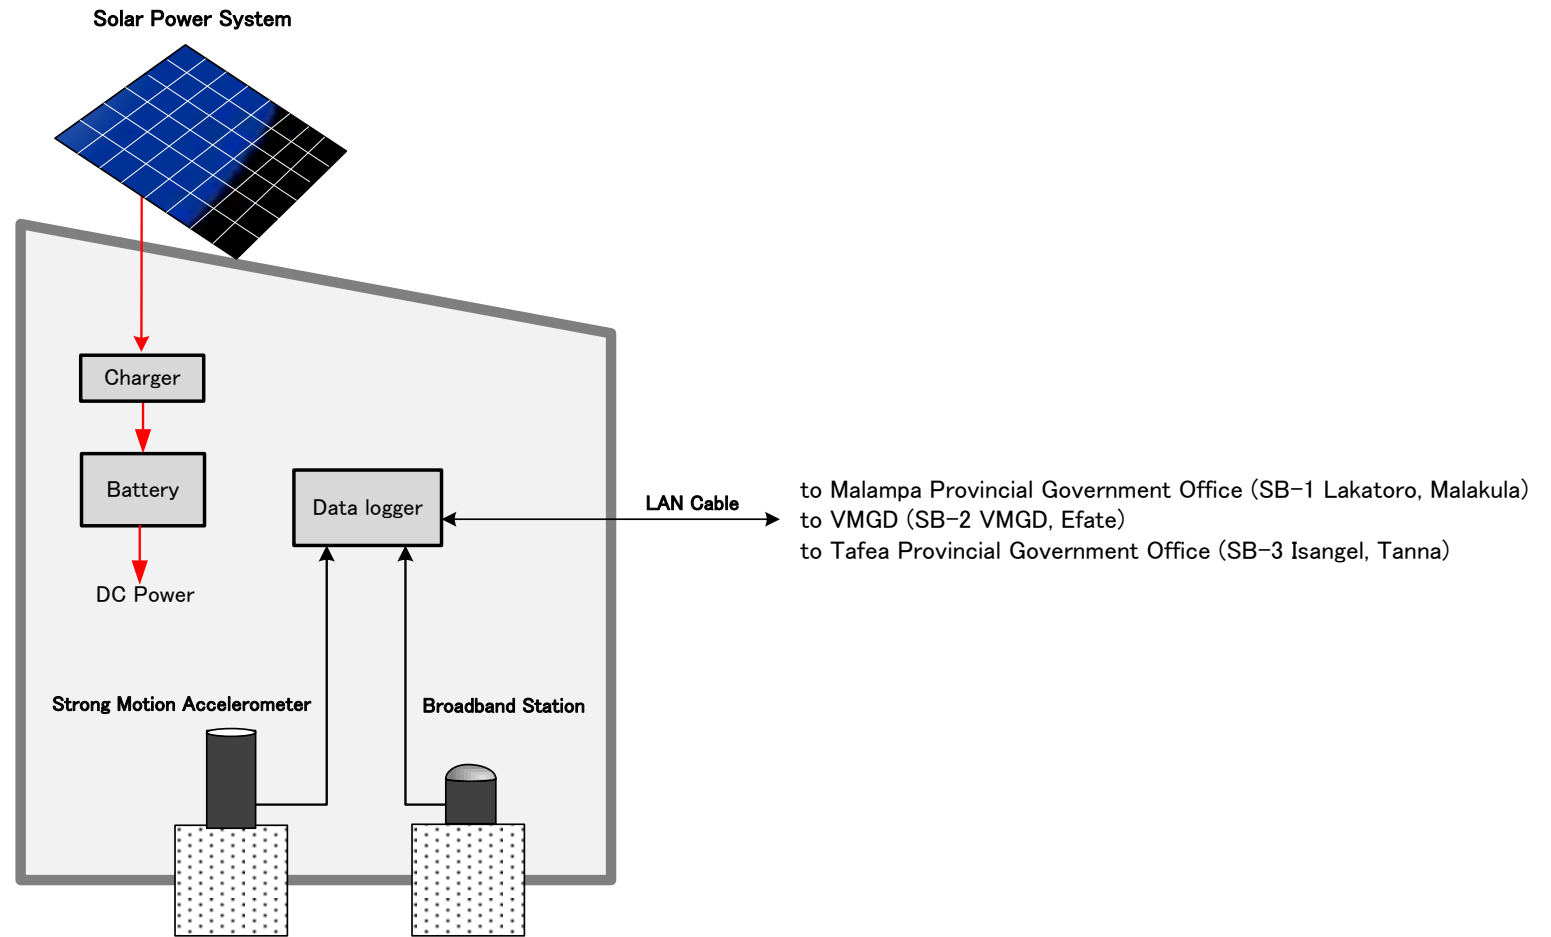 Solar Power System
Charger
Battery
DC Power
Data logger
LAN Cable
to Malampa Provincial Government Office (SB-1 Lakatoro, Malakula)
to VMGD (SB-2 VMGD, Efate)
to Tafea Provincial Government Office (SB-3 Isangel, Tanna)
Strong Motion Accelerometer
Broadband Station